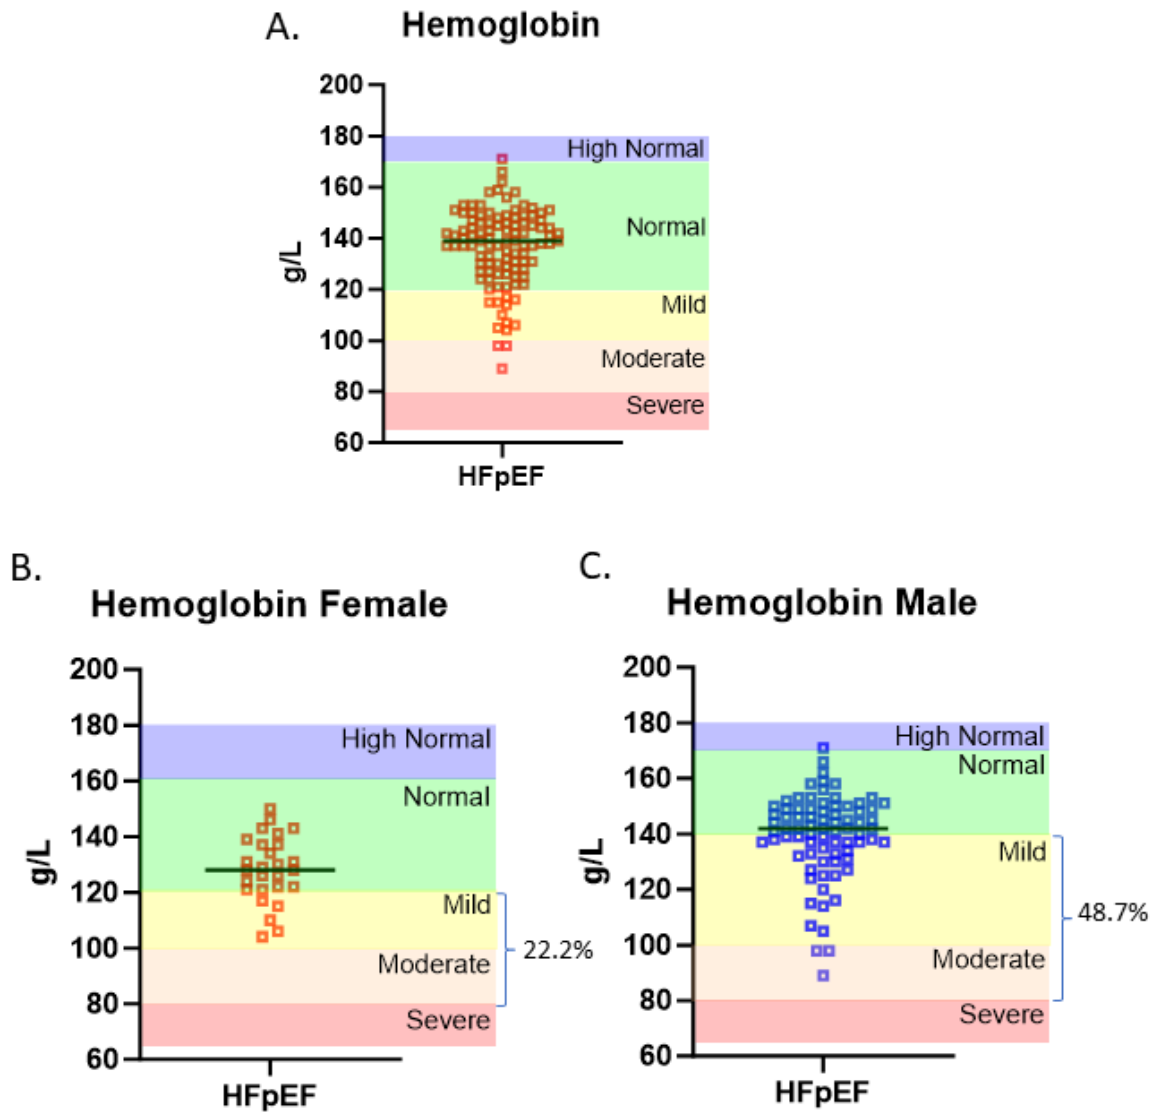 A.
Hemoglobin
200
180
160
140
120
100
80
60
g/L
High Normal
Normal
Mild
Moderate
Severe
HFpEF
B.
Hemoglobin Female
200
180
160
140
120
100
80
60
g/L
High Normal
Normal
Mild
Moderate
Severe
22.2%
HFpEF
C.
Hemoglobin Male
200
180
160
140
120
100
80
60
g/L
High Normal
Normal
Mild
Moderate
Severe
48.7%
HFpEF